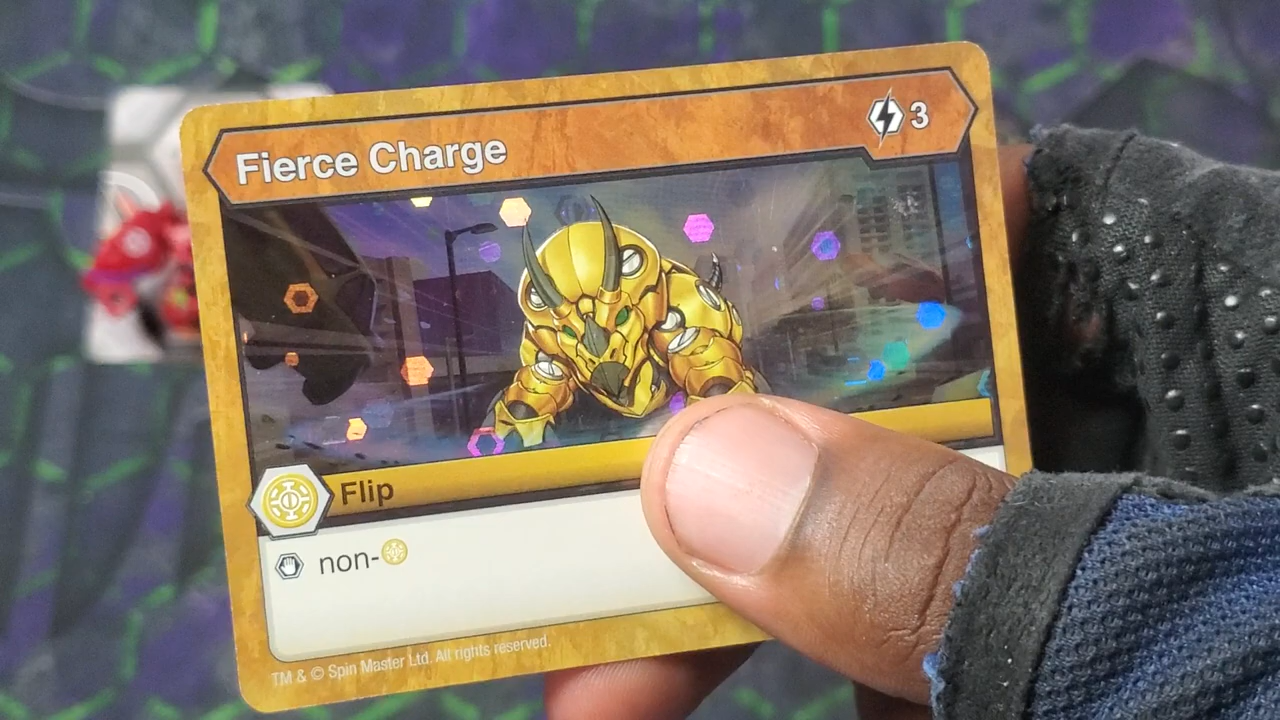 Fierce Charge 3
Flip
non-
TM & © Spin Master Ltd. All rights reserved.